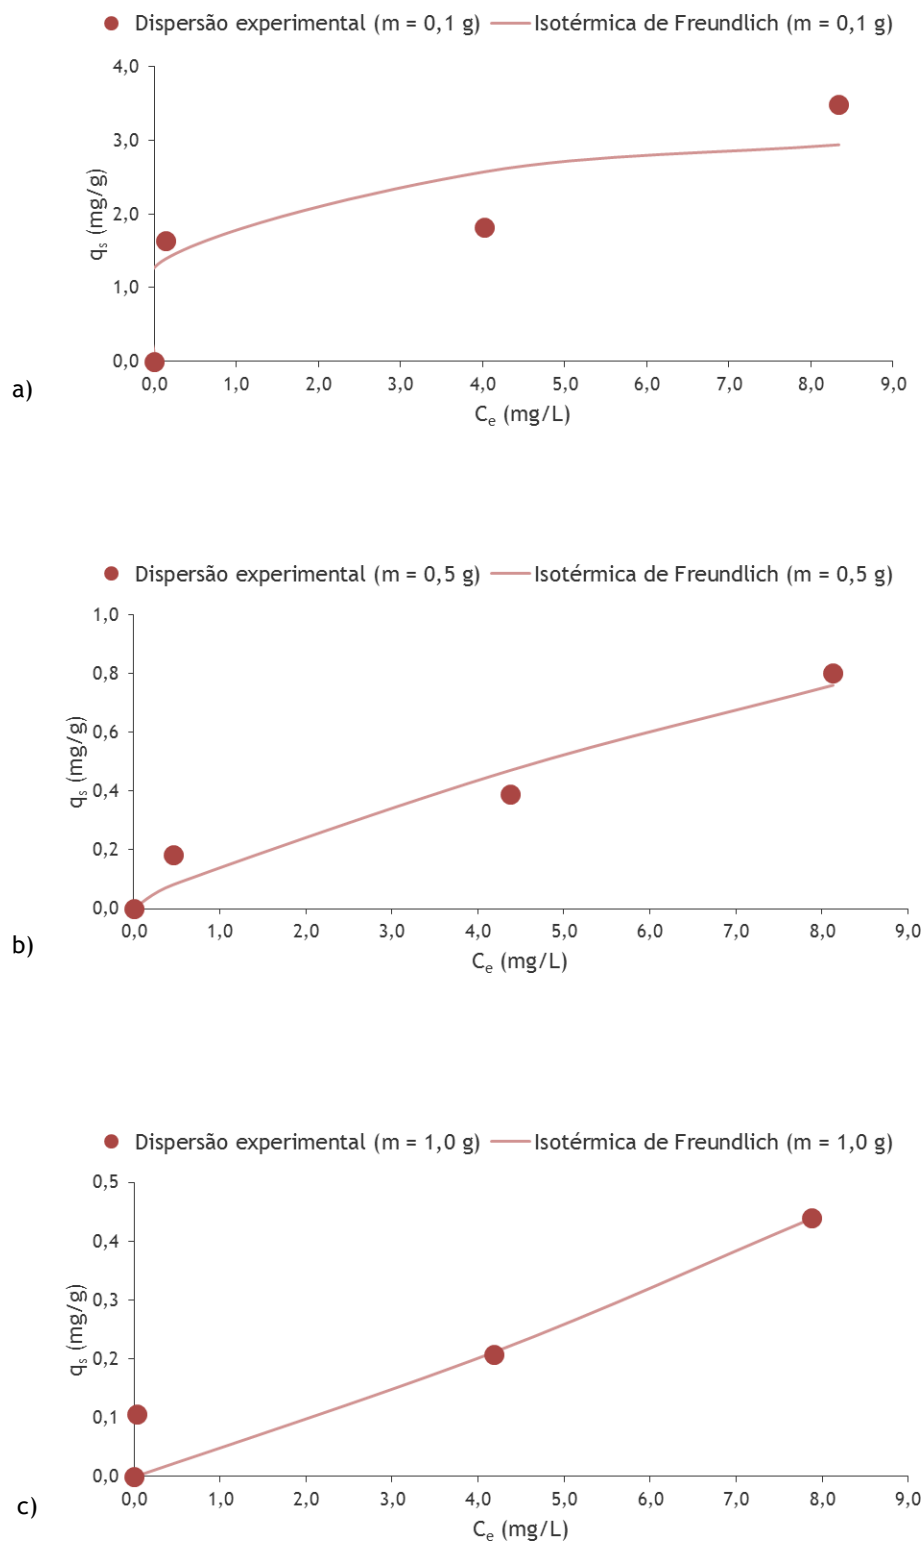 Dispersão experimental (m = 0,1 g) Isotérmica de Freundlich (m = 0,1 g)
4,0
3,0
2,0
1,0
0,0
qs (mg/g)
0,0 1,0 2,0 3,0 4,0 5,0 6,0 7,0 8,0 9,0
Ce (mg/L)
a)
Dispersão experimental (m = 0,5 g) Isotérmica de Freundlich (m = 0,5 g)
1,0
0,8
0,6
0,4
0,2
0,0
qs (mg/g)
0,0 1,0 2,0 3,0 4,0 5,0 6,0 7,0 8,0 9,0
Ce (mg/L)
b)
Dispersão experimental (m = 1,0 g) Isotérmica de Freundlich (m = 1,0 g)
0,5
0,4
0,3
0,2
0,1
0,0
qs (mg/g)
0,0 1,0 2,0 3,0 4,0 5,0 6,0 7,0 8,0 9,0
Ce (mg/L)
c)